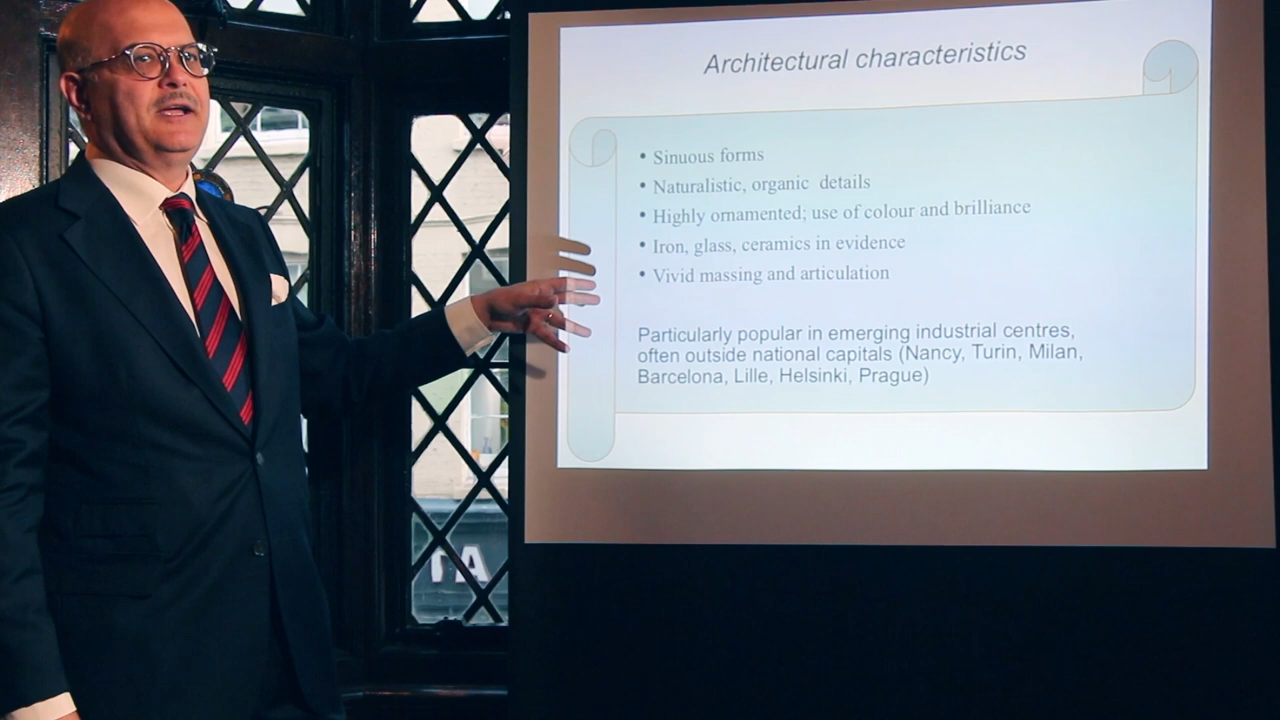 Architectural characteristics
• Sinuous forms
• Naturalistic, organic details
• Highly ornamented; use of colour and brilliance
• Iron, glass, ceramics in evidence
• Vivid massing and articulation
Particularly popular in emerging industrial centres,
often outside national capitals (Nancy, Turin, Milan,
Barcelona, Lille, Helsinki, Prague)